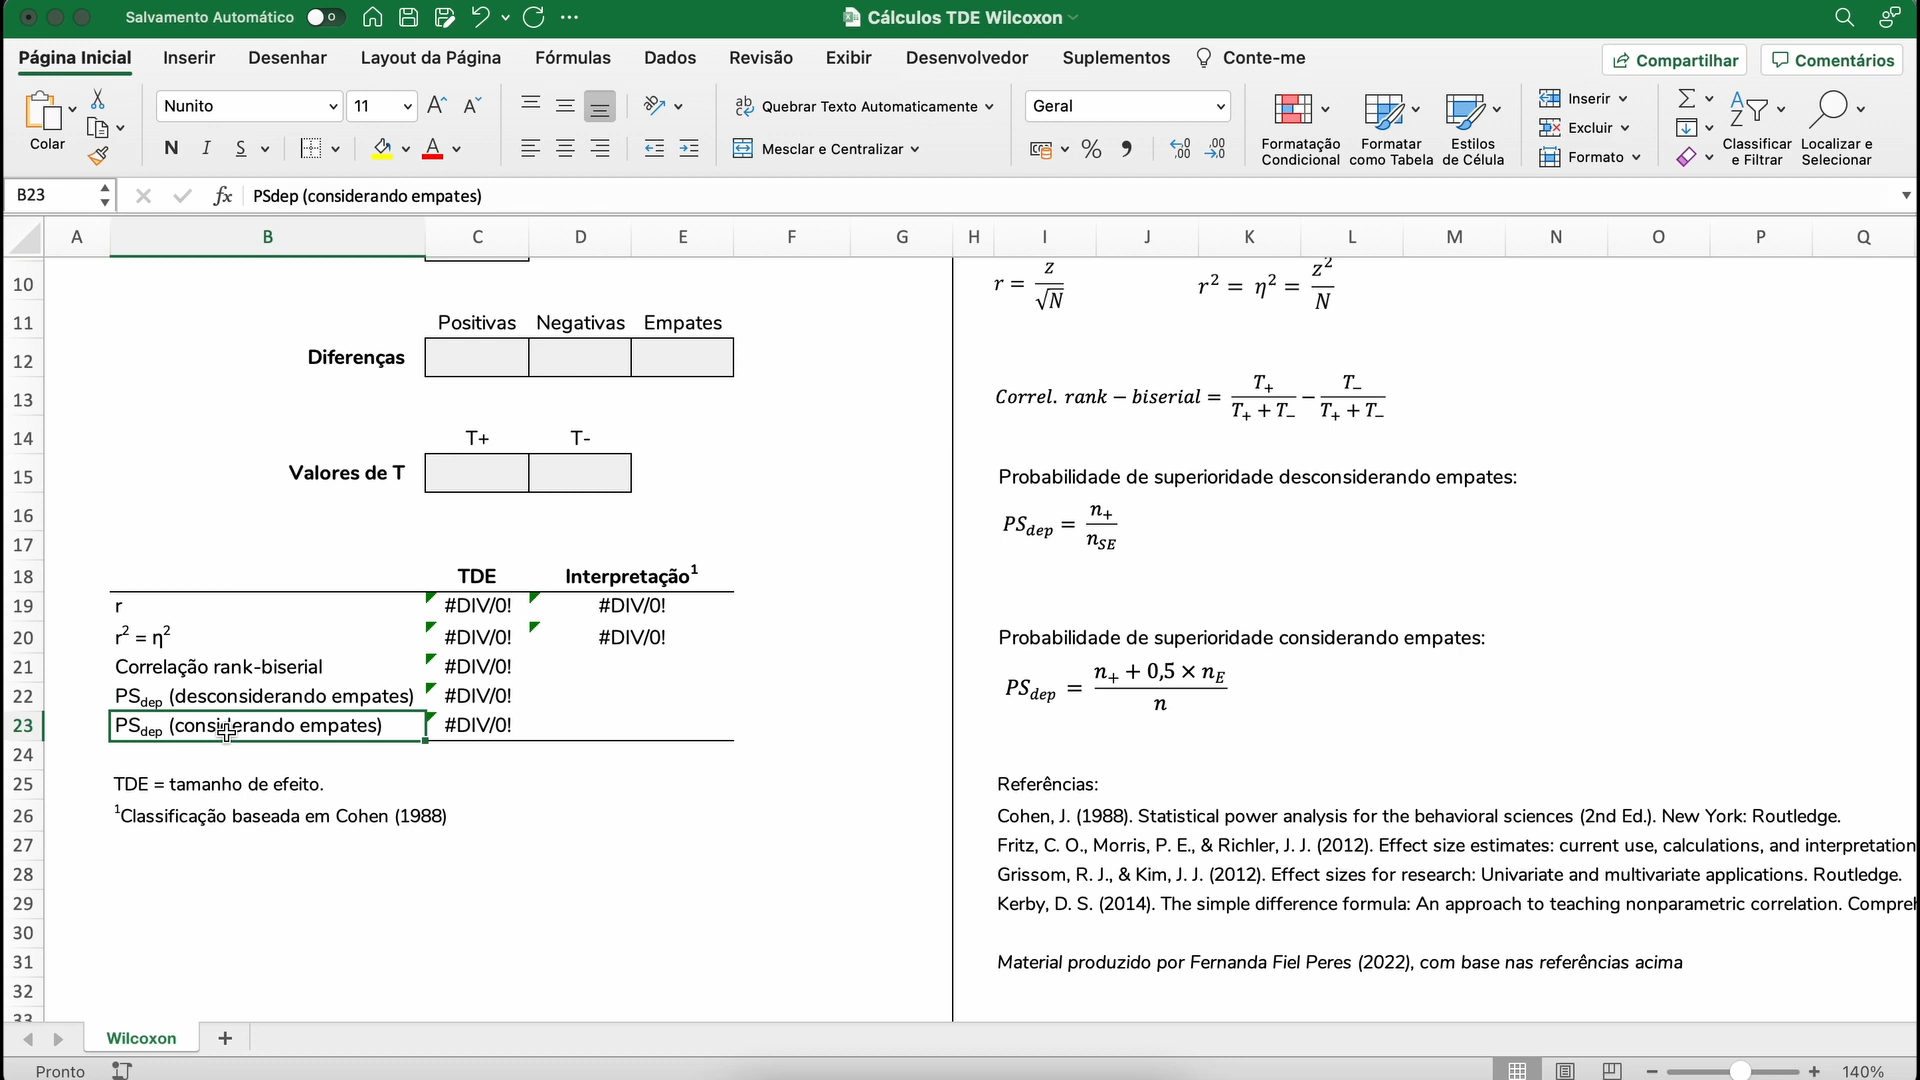 Salvamento Automático
Cálculos TDE Wilcoxon
Página Inicial Inserir Desenhar Layout da Página Fórmulas Dados Revisão Exibir Desenvolvedor Suplementos Conte-me Compartilhar Comentários
Colar Nunito 11 Quebrar Texto Automaticamente Geral
N I S A Mesclar e Centralizar %
Formatação Condicional Formatar como Tabela Estilos de Célula Inserir Excluir Formato Classificar e Filtrar Localizar e Selecionar
B23 fx PSdep (considerando empates)
A B C D E F G H I J K L M N O P Q
10 r = z/√N r² = η² = z²/N
11 Positivas Negativas Empates
12 Diferenças
13 Correl. rank − biserial = T₊/(T₊ + T₋) − T₋/(T₊ + T₋)
14 T+ T-
15 Valores de T Probabilidade de superioridade desconsiderando empates:
16 PSdep = n₊/nSE
17
18 TDE Interpretação¹
19 r #DIV/0! #DIV/0!
20 r² = η² #DIV/0! #DIV/0! Probabilidade de superioridade considerando empates:
21 Correlação rank-biserial #DIV/0!
22 PSdep (desconsiderando empates) #DIV/0! PSdep = (n₊ + 0,5 × nE)/n
23 PSdep (considerando empates) #DIV/0!
24
25 TDE = tamanho de efeito. Referências:
26 ¹Classificação baseada em Cohen (1988) Cohen, J. (1988). Statistical power analysis for the behavioral sciences (2nd Ed.). New York: Routledge.
27 Fritz, C. O., Morris, P. E., & Richler, J. J. (2012). Effect size estimates: current use, calculations, and interpretation
28 Grissom, R. J., & Kim, J. J. (2012). Effect sizes for research: Univariate and multivariate applications. Routledge.
29 Kerby, D. S. (2014). The simple difference formula: An approach to teaching nonparametric correlation. Compreh
30
31 Material produzido por Fernanda Fiel Peres (2022), com base nas referências acima
32
33
Wilcoxon
Pronto 140%